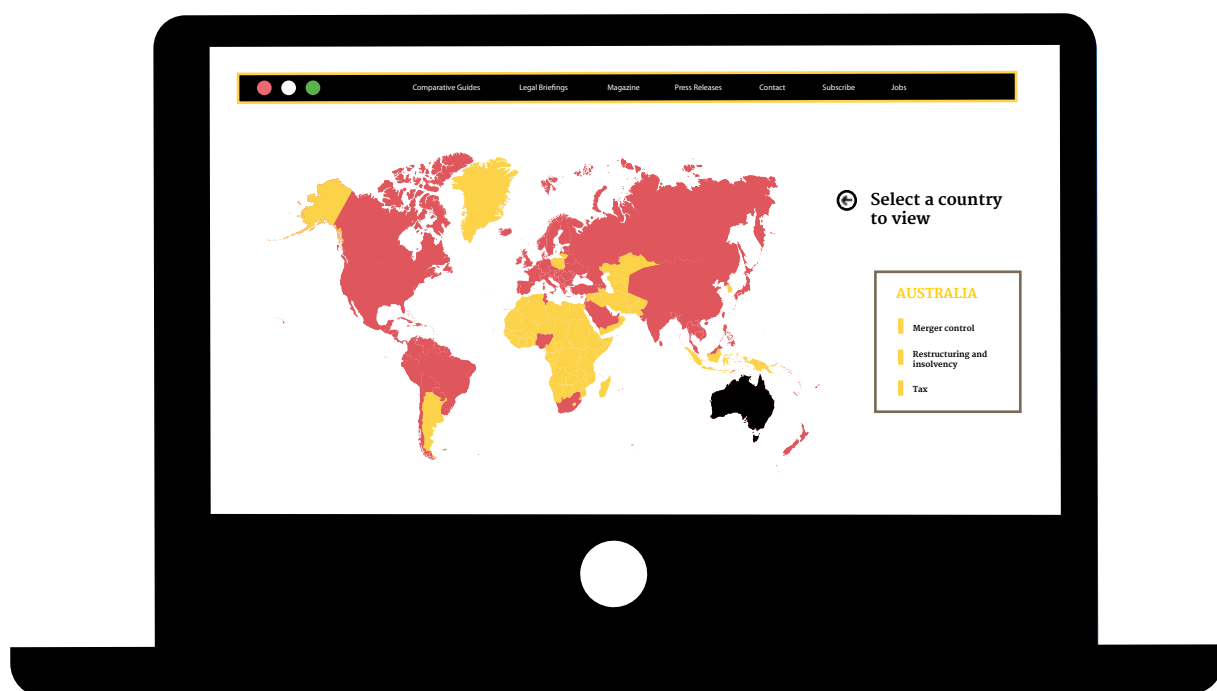 Comparative Guides Legal Briefings Magazine Press Releases Contact Subscribe Jobs
Select a country
to view
AUSTRALIA
Merger control
Restructuring and
insolvency
Tax